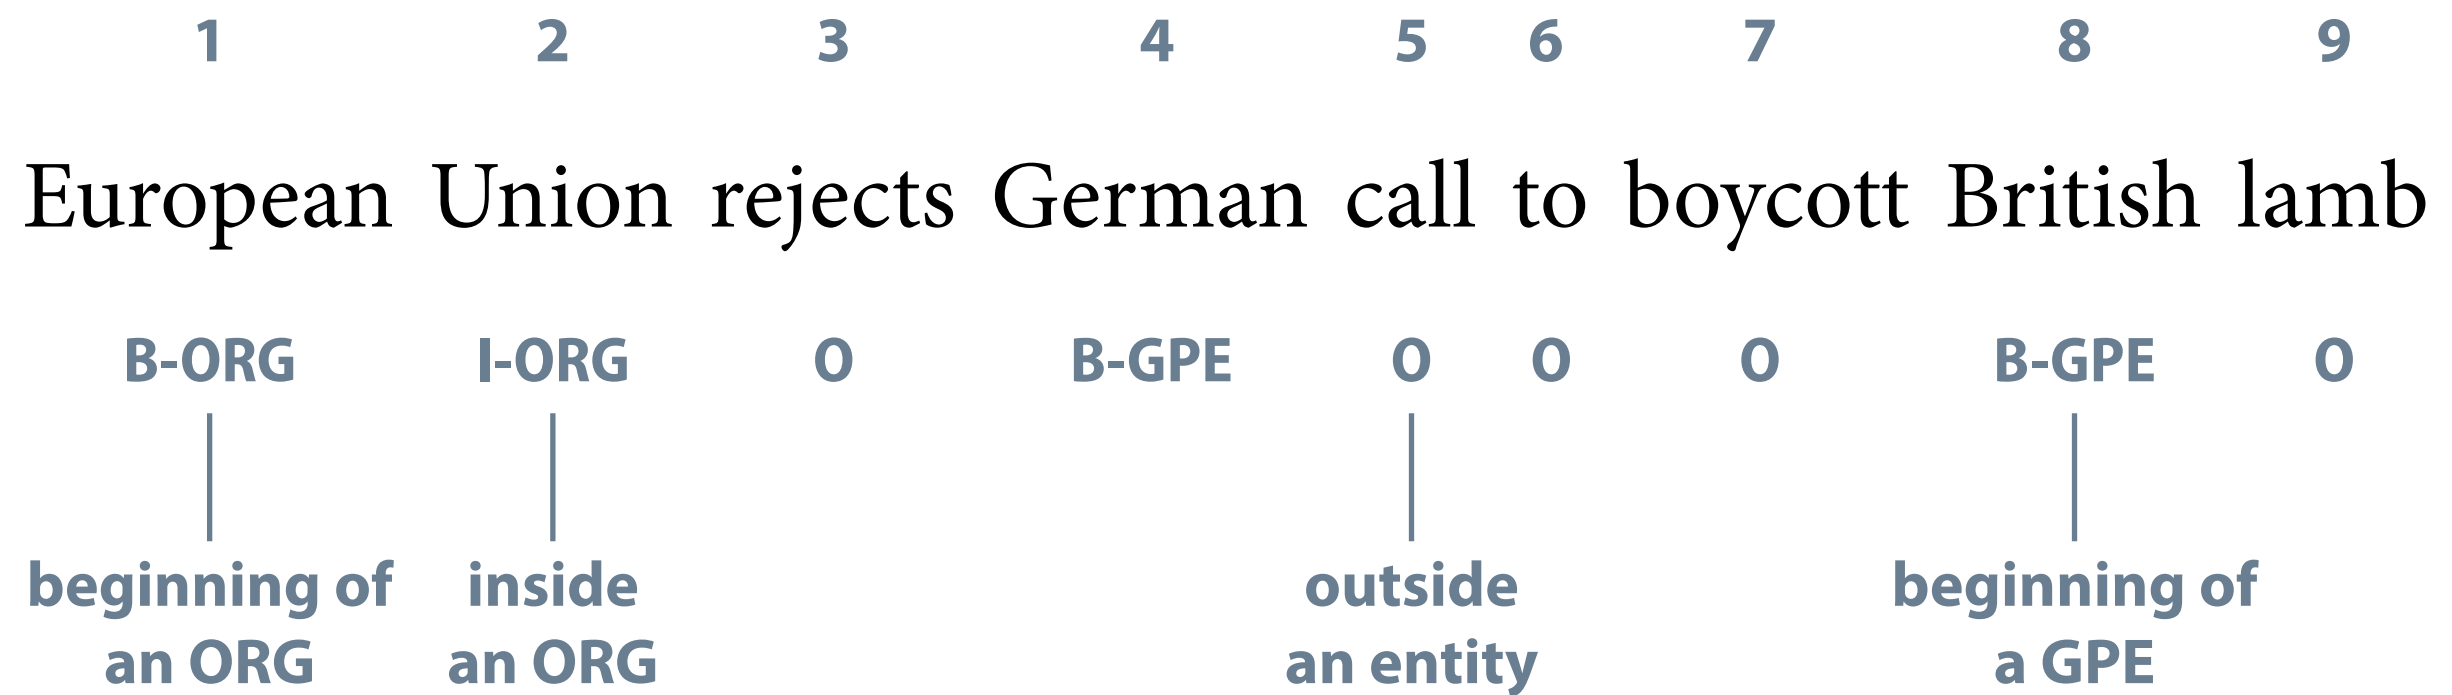 1 2 3 4 5 6 7 8 9
European Union rejects German call to boycott British lamb
B-ORG I-ORG O B-GPE O O O B-GPE O
beginning of inside outside beginning of
an ORG an ORG an entity a GPE